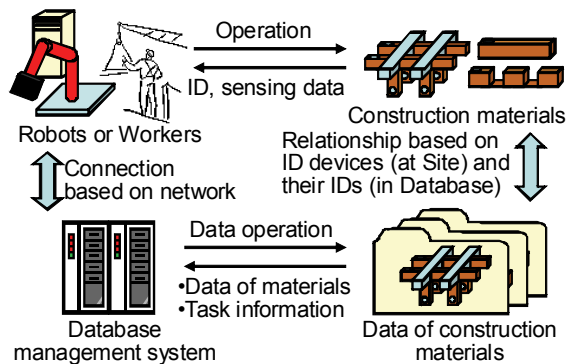 Operation
ID, sensing data
Robots or Workers
Construction materials
Connection
based on network
Relationship based on
ID devices (at Site) and
their IDs (in Database)
Data operation
•Data of materials
•Task information
Database
management system
Data of construction
materials